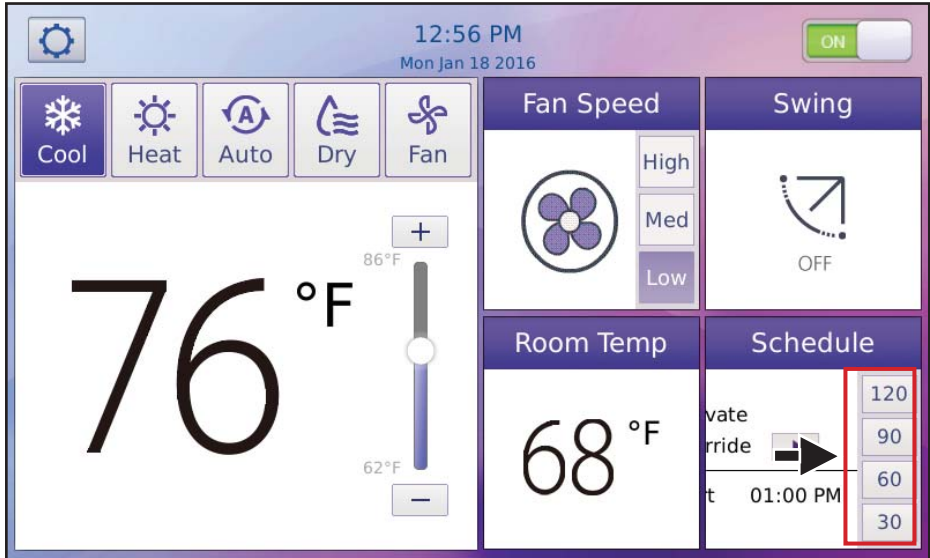 12:56 PM
Mon Jan 18 2016
ON
Cool
Heat
Auto
Dry
Fan
76 °F
+
86°F
62°F
−
Fan Speed
High
Med
Low
Swing
OFF
Room Temp
68 °F
Schedule
vate
rride
t 01:00 PM
120
90
60
30